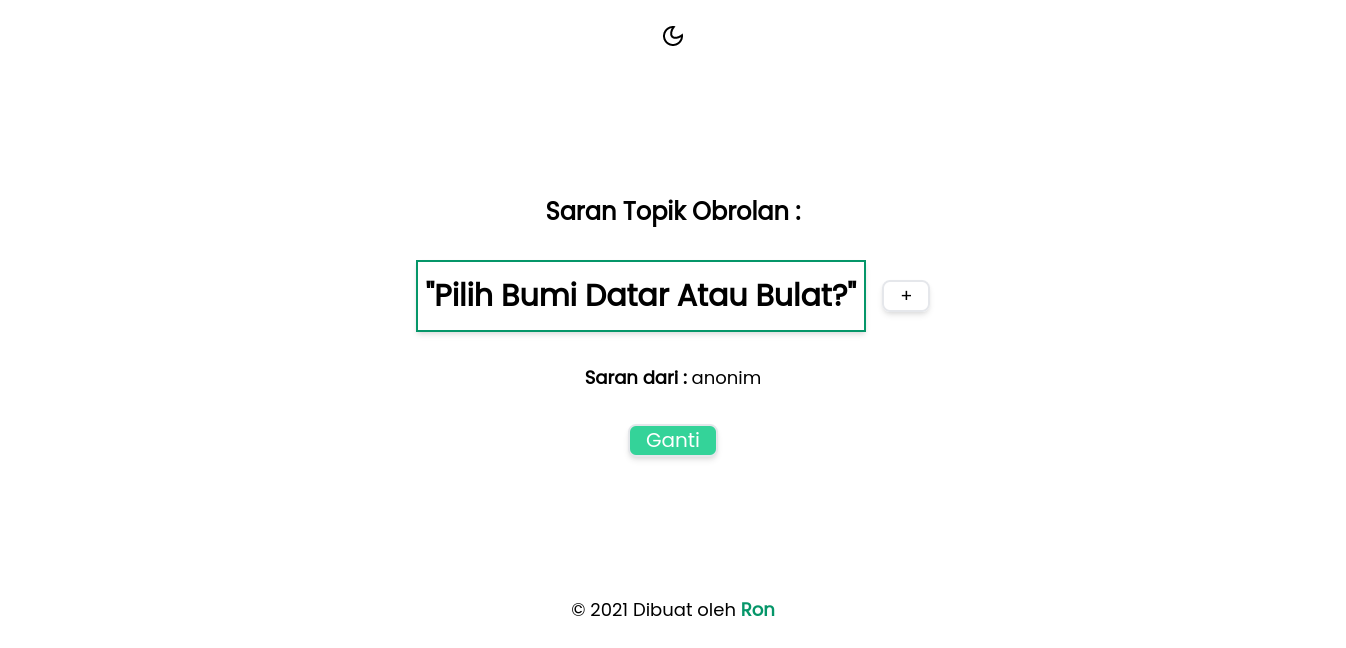 Saran Topik Obrolan :
"Pilih Bumi Datar Atau Bulat?"
+
Saran dari : anonim
Ganti
© 2021 Dibuat oleh Ron